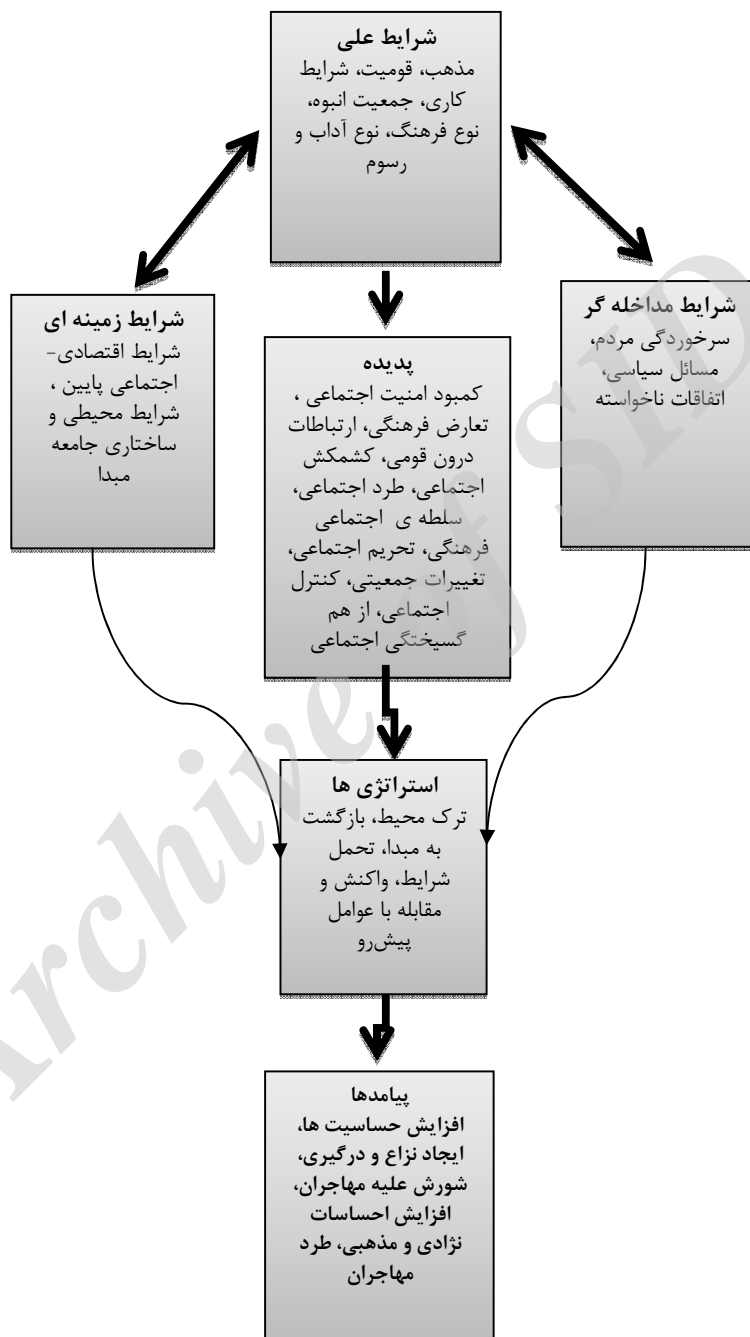 شرایط علی
مذهب، قومیت، شرایط
کاری، جمعیت انبوه،
نوع فرهنگ، نوع آداب و
رسوم
شرایط مداخله گر
سرخوردگی مردم،
مسائل سیاسی،
اتفاقات ناخواسته
پدیده
کمبود امنیت اجتماعی ،
تعارض فرهنگی، ارتباطات
درون قومی، کشمکش
اجتماعی، طرد اجتماعی،
سلطه ی اجتماعی
فرهنگی، تحریم اجتماعی،
تغییرات جمعیتی، کنترل
اجتماعی، از هم
گسیختگی اجتماعی
شرایط زمینه ای
شرایط اقتصادی-
اجتماعی پایین ،
شرایط محیطی و
ساختاری جامعه
مبدا
استراتژی ها
ترک محیط، بازگشت
به مبدا، تحمل
شرایط، واکنش و
مقابله با عوامل
پیش‌رو
پیامدها
افزایش حساسیت ها،
ایجاد نزاع و درگیری،
شورش علیه مهاجران،
افزایش احساسات
نژادی و مذهبی، طرد
مهاجران
Archive of SID